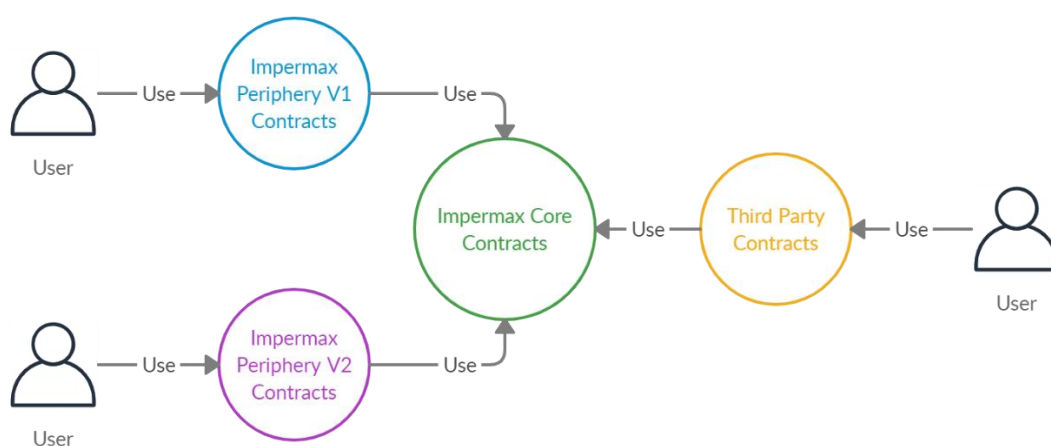 Impermax
Periphery V1
Contracts
Use
Use
User
Impermax Core
Contracts
Use
Third Party
Contracts
Use
User
Impermax
Periphery V2
Contracts
Use
Use
User